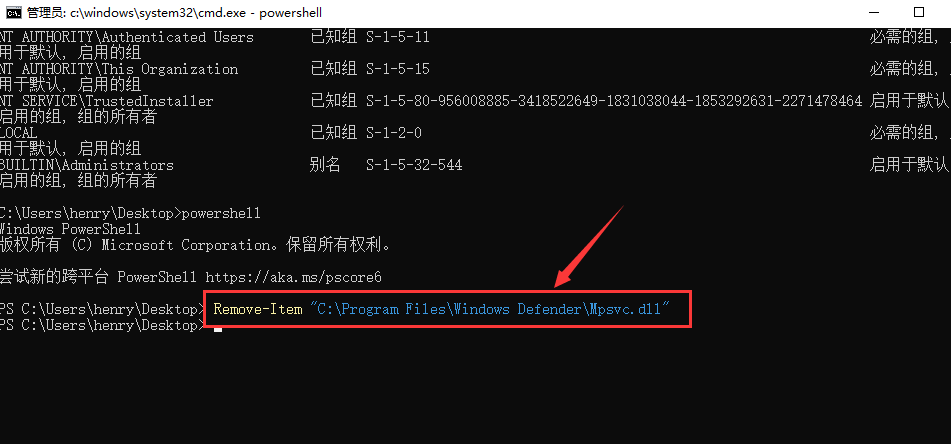 管理员: c:\windows\system32\cmd.exe - powershell
NT AUTHORITY\Authenticated Users 已知组 S-1-5-11 必需的组,
用于默认, 启用的组
NT AUTHORITY\This Organization 已知组 S-1-5-15 必需的组,
用于默认, 启用的组
NT SERVICE\TrustedInstaller 已知组 S-1-5-80-956008885-3418522649-1831038044-1853292631-2271478464 启用于默认
启用的组, 组的所有者
LOCAL 已知组 S-1-2-0 必需的组,
用于默认, 启用的组
BUILTIN\Administrators 别名 S-1-5-32-544 启用于默认
启用的组, 组的所有者
C:\Users\henry\Desktop>powershell
Windows PowerShell
版权所有 (C) Microsoft Corporation。保留所有权利。
尝试新的跨平台 PowerShell https://aka.ms/pscore6
PS C:\Users\henry\Desktop> Remove-Item "C:\Program Files\Windows Defender\Mpsvc.dll"
PS C:\Users\henry\Desktop>